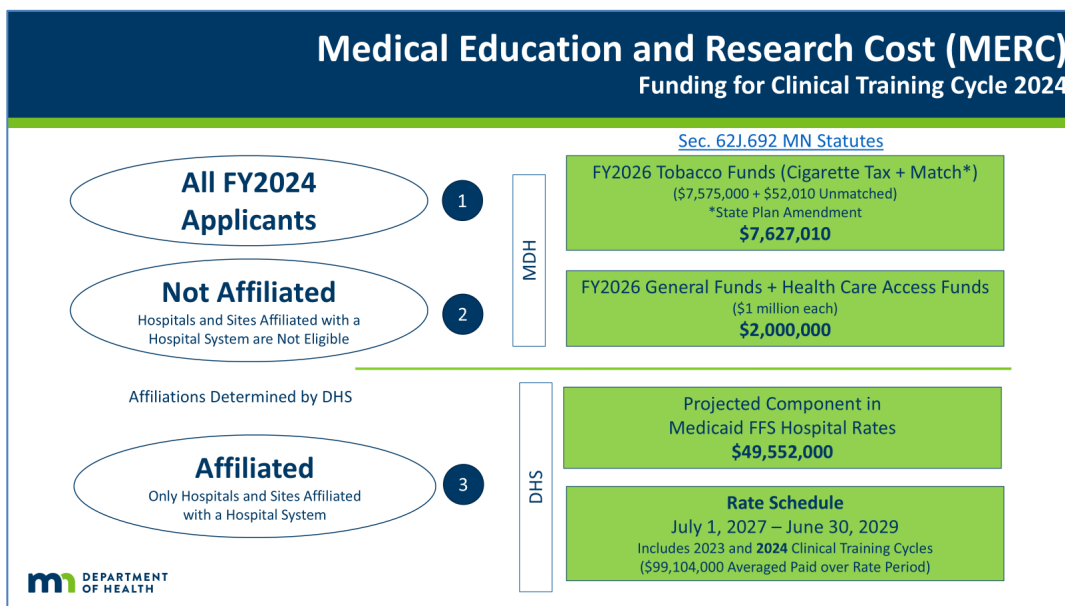 Medical Education and Research Cost (MERC)
Funding for Clinical Training Cycle 2024
Sec. 62J.692 MN Statutes
All FY2024
Applicants
1
MDH
FY2026 Tobacco Funds (Cigarette Tax + Match*)
($7,575,000 + $52,010 Unmatched)
*State Plan Amendment
$7,627,010
Not Affiliated
Hospitals and Sites Affiliated with a
Hospital System are Not Eligible
2
FY2026 General Funds + Health Care Access Funds
($1 million each)
$2,000,000
Affiliations Determined by DHS
Affiliated
Only Hospitals and Sites Affiliated
with a Hospital System
3
DHS
Projected Component in
Medicaid FFS Hospital Rates
$49,552,000
Rate Schedule
July 1, 2027 – June 30, 2029
Includes 2023 and 2024 Clinical Training Cycles
($99,104,000 Averaged Paid over Rate Period)
mn DEPARTMENT
OF HEALTH